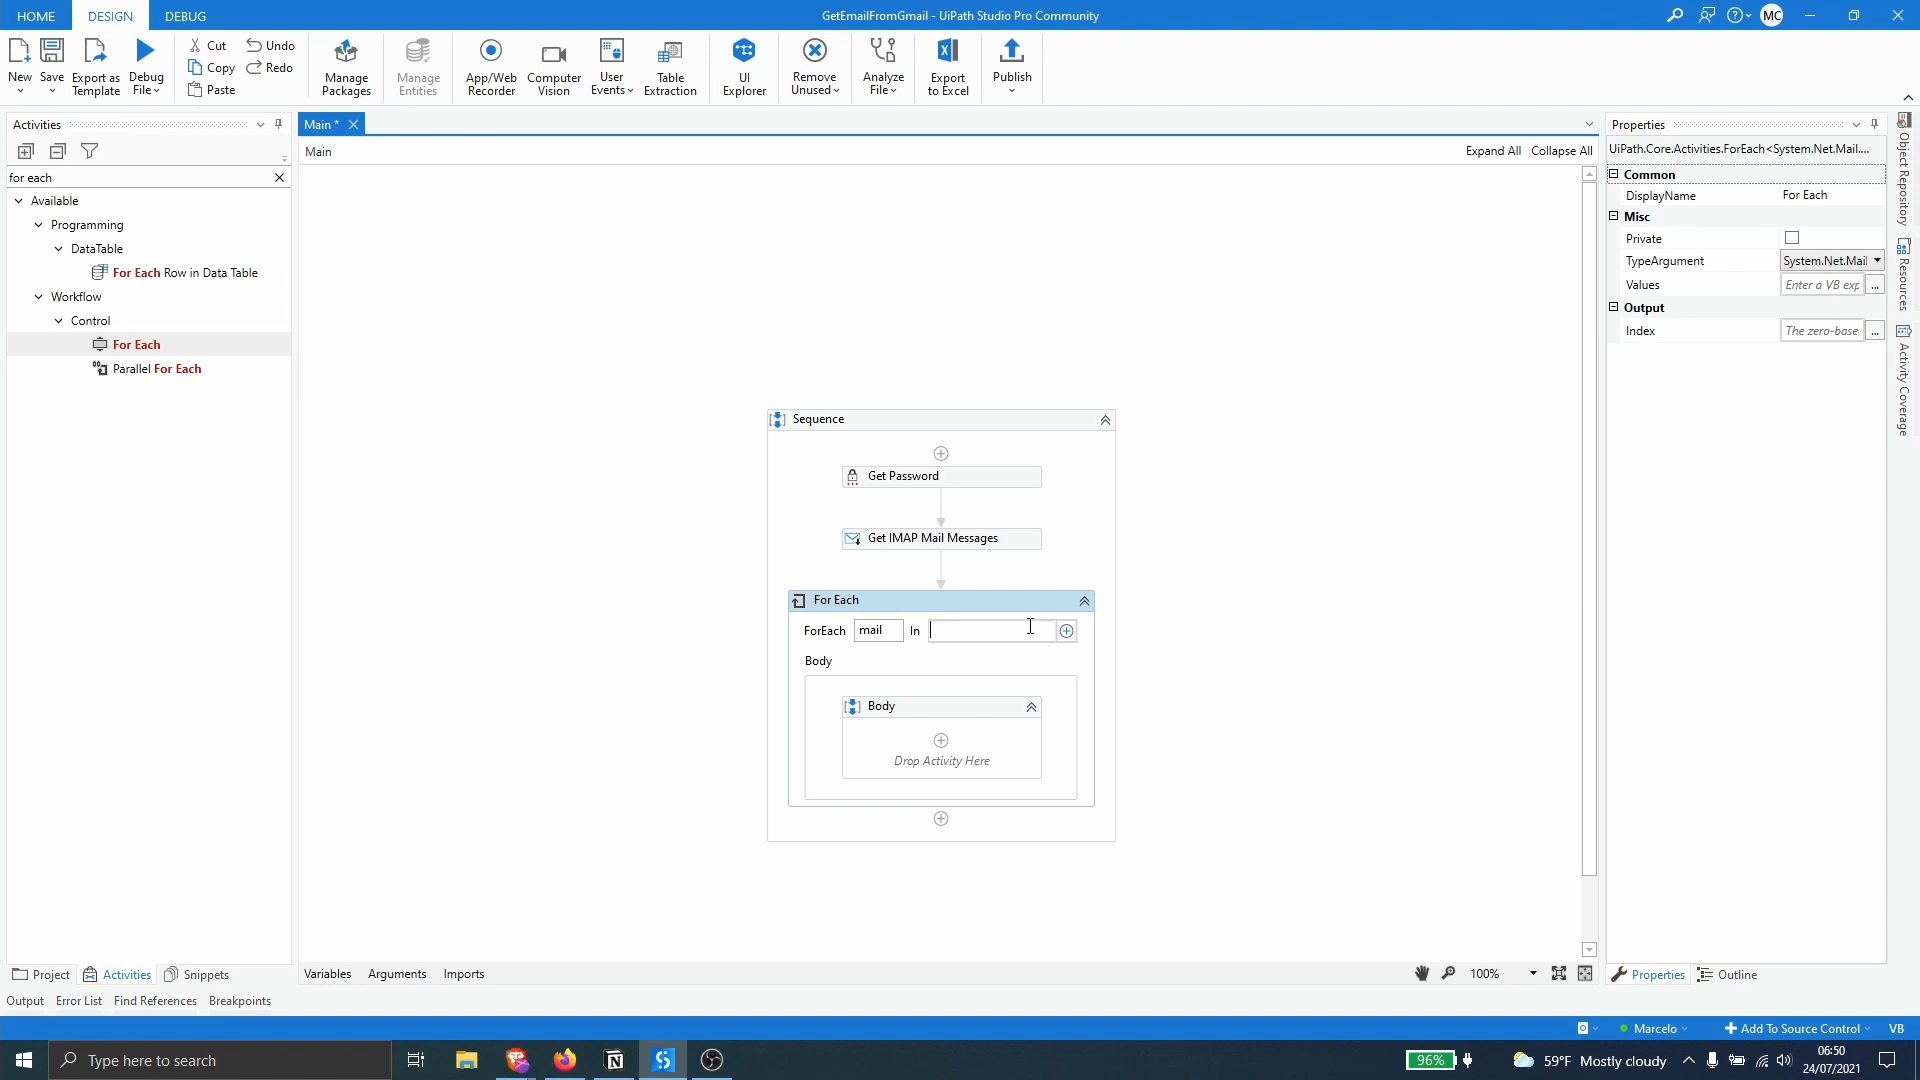 HOME
DESIGN
DEBUG
GetEmailFromGmail - UiPath Studio Pro Community
MC
New
Save
Export as Template
Debug File
Cut
Copy
Paste
Undo
Redo
Manage Packages
Manage Entities
App/Web Recorder
Computer Vision
User Events
Table Extraction
UI Explorer
Remove Unused
Analyze File
Export to Excel
Publish
Activities
for each
Available
Programming
DataTable
For Each Row in Data Table
Workflow
Control
For Each
Parallel For Each
Main *
Main
Expand All
Collapse All
Sequence
Get Password
Get IMAP Mail Messages
For Each
ForEach mail In
Body
Body
Drop Activity Here
Properties
UiPath.Core.Activities.ForEach<System.Net.Mail....
Common
DisplayName For Each
Misc
Private
TypeArgument System.Net.Mail
Values Enter a VB exp ...
Output
Index The zero-base ...
Object Repository
Resources
Activity Coverage
Project
Activities
Snippets
Variables
Arguments
Imports
100%
Properties
Outline
Output
Error List
Find References
Breakpoints
Marcelo
Add To Source Control
VB
Type here to search
96%
59°F Mostly cloudy
06:50
24/07/2021